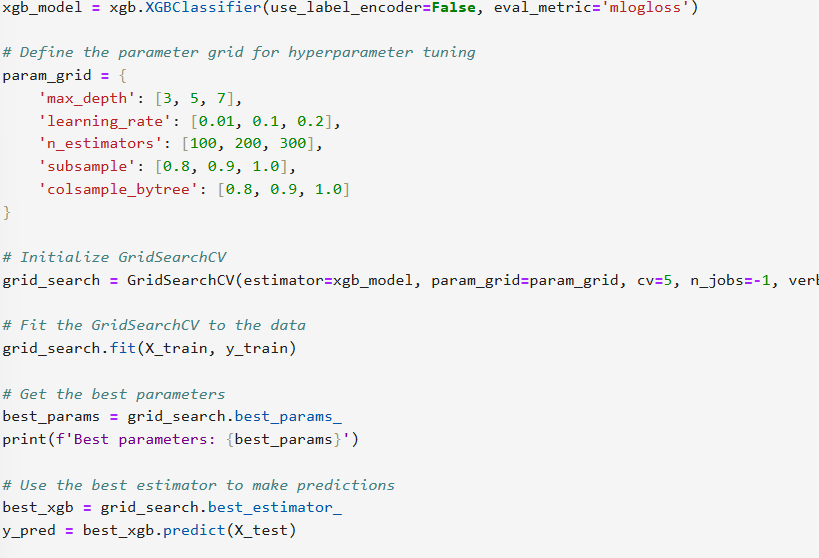 xgb_model = xgb.XGBClassifier(use_label_encoder=False, eval_metric='mlogloss')
# Define the parameter grid for hyperparameter tuning
param_grid = {
    'max_depth': [3, 5, 7],
    'learning_rate': [0.01, 0.1, 0.2],
    'n_estimators': [100, 200, 300],
    'subsample': [0.8, 0.9, 1.0],
    'colsample_bytree': [0.8, 0.9, 1.0]
}
# Initialize GridSearchCV
grid_search = GridSearchCV(estimator=xgb_model, param_grid=param_grid, cv=5, n_jobs=-1,
# Fit the GridSearchCV to the data
grid_search.fit(X_train, y_train)
# Get the best parameters
best_params = grid_search.best_params_
print(f'Best parameters: {best_params}')
# Use the best estimator to make predictions
best_xgb = grid_search.best_estimator_
y_pred = best_xgb.predict(X_test)